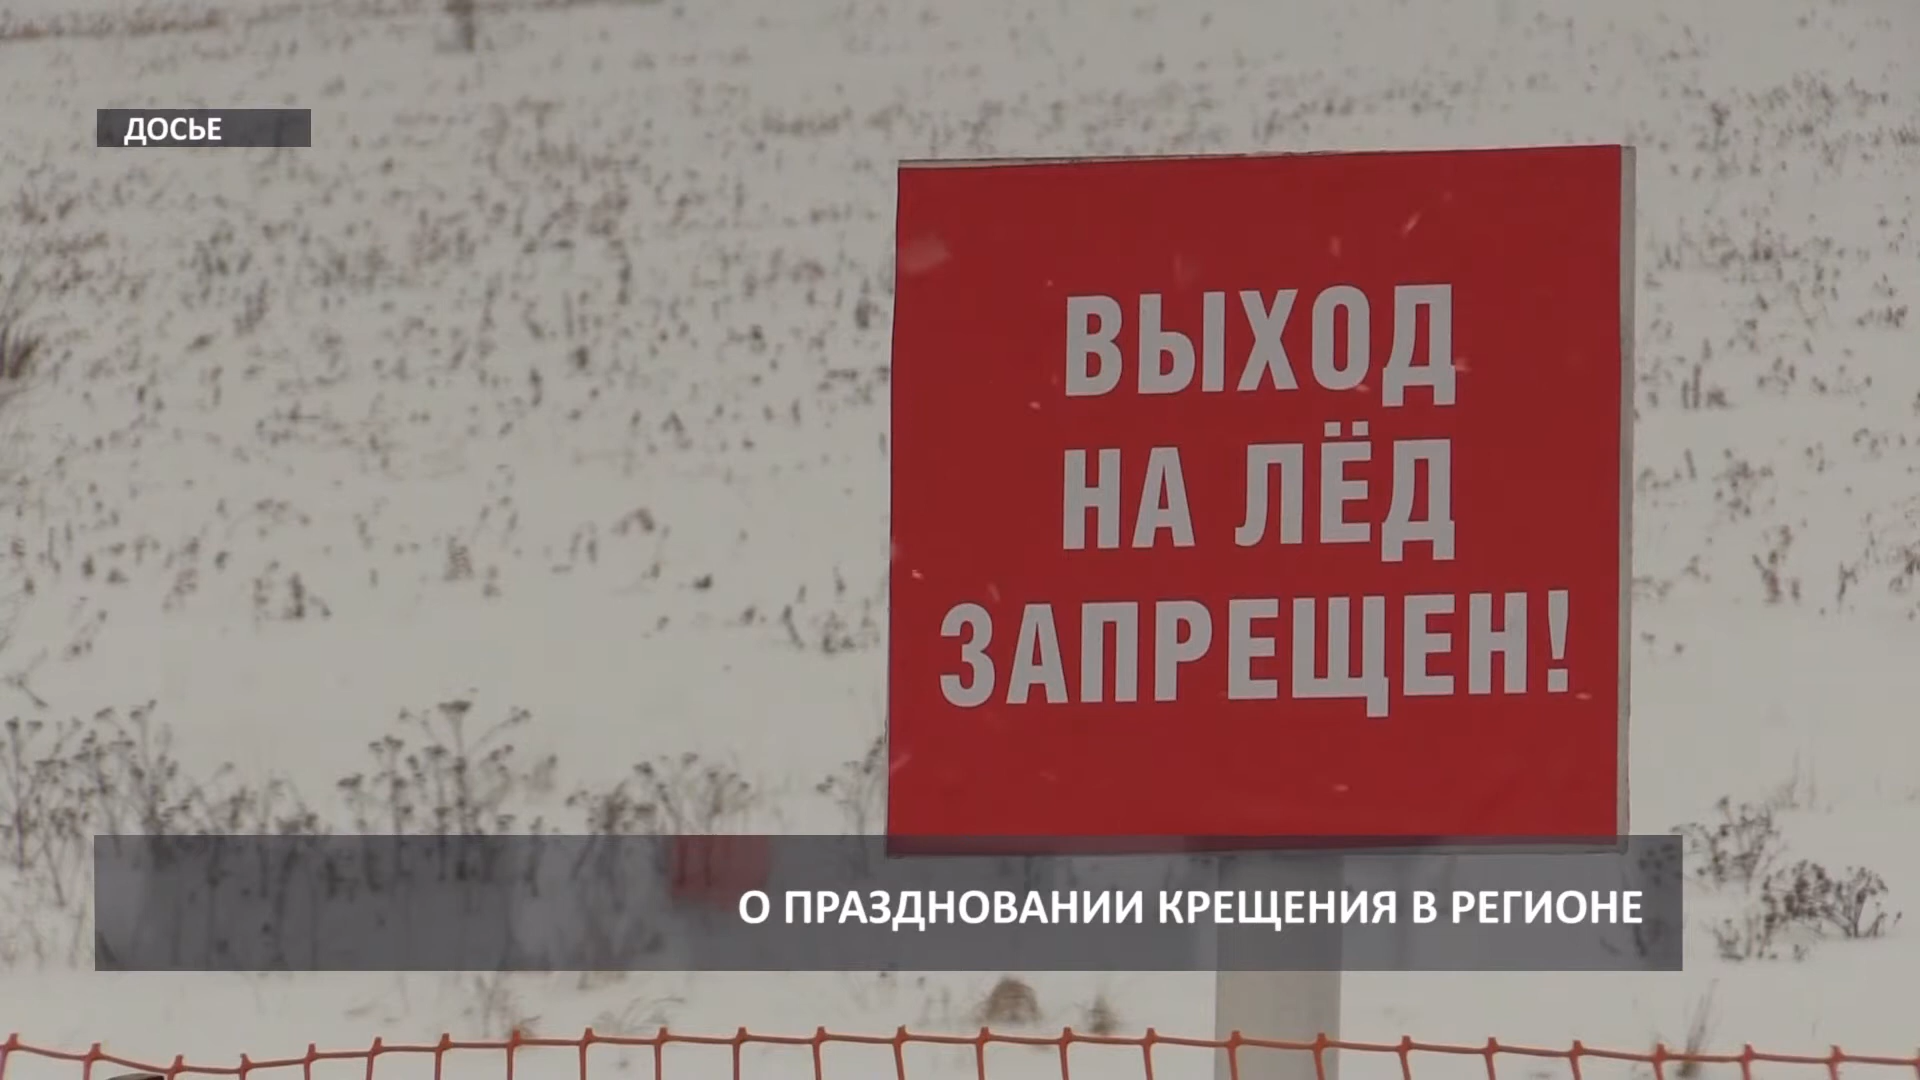 ДОСЬЕ
ВЫХОД
НА ЛЁД
ЗАПРЕЩЕН!
О ПРАЗДНОВАНИИ КРЕЩЕНИЯ В РЕГИОНЕ